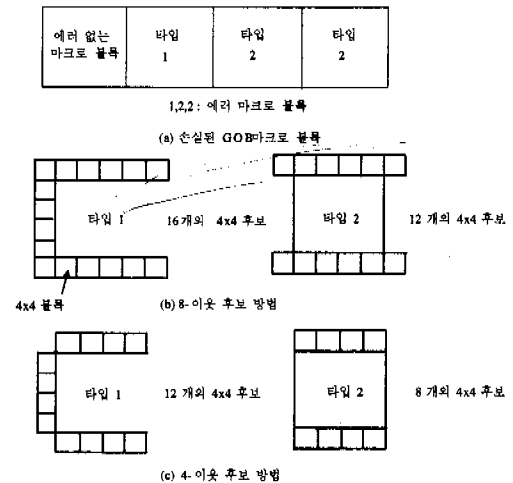 에러 없는 타입 타입 타입
마크로 블록 1 2 2
1,2,2 : 에러 마크로 블록
(a) 손실된 GOB마크로 블록
타입 1 16개의 4x4 후보 타입 2 12 개의 4x4 후보
4x4 블록
(b) 8- 이웃 후보 방법
타입 1 12 개의 4x4 후보 타입 2 8 개의 4x4 후보
(c) 4- 이웃 후보 방법